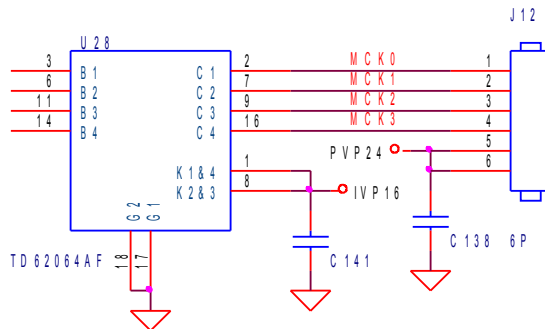 J12
U28
3 B1 C1 2 MCK0 1
6 B2 C2 7 MCK1 2
11 B3 C3 9 MCK2 3
14 B4 C4 16 MCK3 4
PVP24 5
K1&4 1 6
K2&3 8 IVP16
G2 G1
C138 6P
TD62064AF 18 17 C141